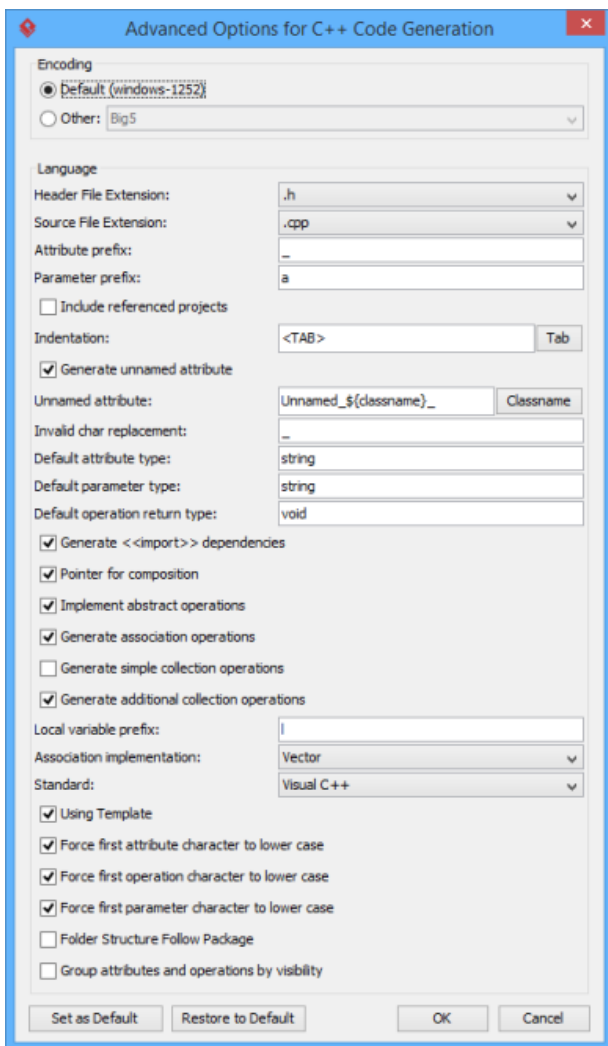 Advanced Options for C++ Code Generation
Encoding
Default (windows-1252)
Other: Big5
Language
Header File Extension: .h
Source File Extension: .cpp
Attribute prefix: _
Parameter prefix: a
Include referenced projects
Indentation: <TAB> Tab
Generate unnamed attribute
Unnamed attribute: Unnamed_${classname}_ Classname
Invalid char replacement: _
Default attribute type: string
Default parameter type: string
Default operation return type: void
Generate <<import>> dependencies
Pointer for composition
Implement abstract operations
Generate association operations
Generate simple collection operations
Generate additional collection operations
Local variable prefix: l
Association implementation: Vector
Standard: Visual C++
Using Template
Force first attribute character to lower case
Force first operation character to lower case
Force first parameter character to lower case
Folder Structure Follow Package
Group attributes and operations by visibility
Set as Default Restore to Default OK Cancel